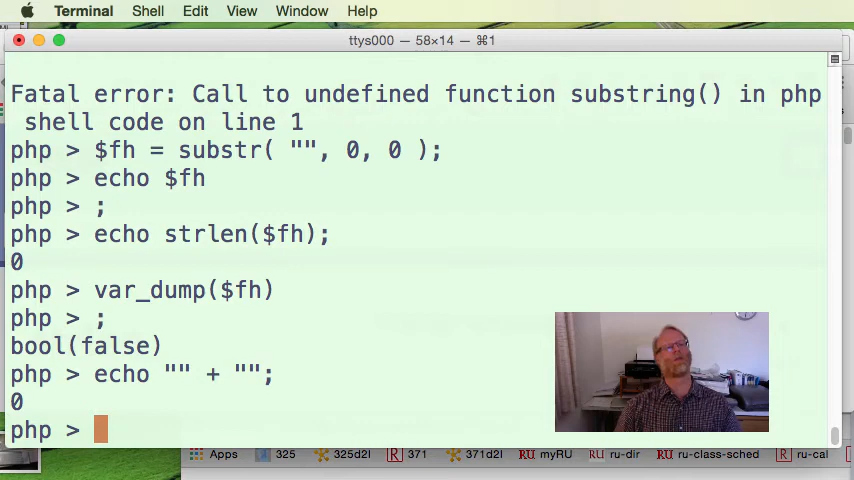 Terminal Shell Edit View Window Help
ttys000 — 58×14 — ⌘1
Fatal error: Call to undefined function substring() in php
shell code on line 1
php > $fh = substr( "", 0, 0 );
php > echo $fh
php > ;
php > echo strlen($fh);
0
php > var_dump($fh)
php > ;
bool(false)
php > echo "" + "";
0
php >
Apps 325 325d2l R 371 371d2l RU myRU RU ru-dir RU ru-class-sched R ru-cal